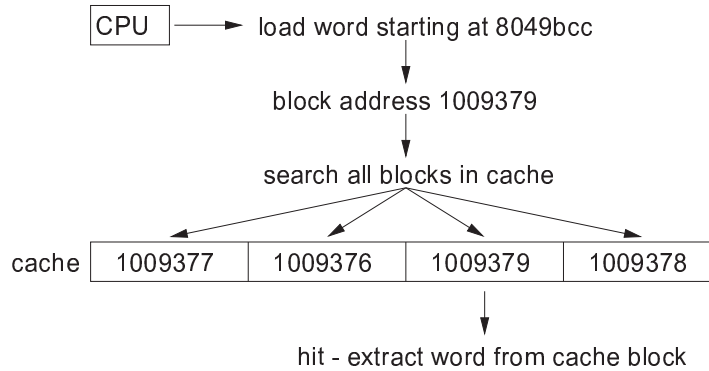 CPU load word starting at 8049bcc
block address 1009379
search all blocks in cache
cache 1009377 1009376 1009379 1009378
hit - extract word from cache block